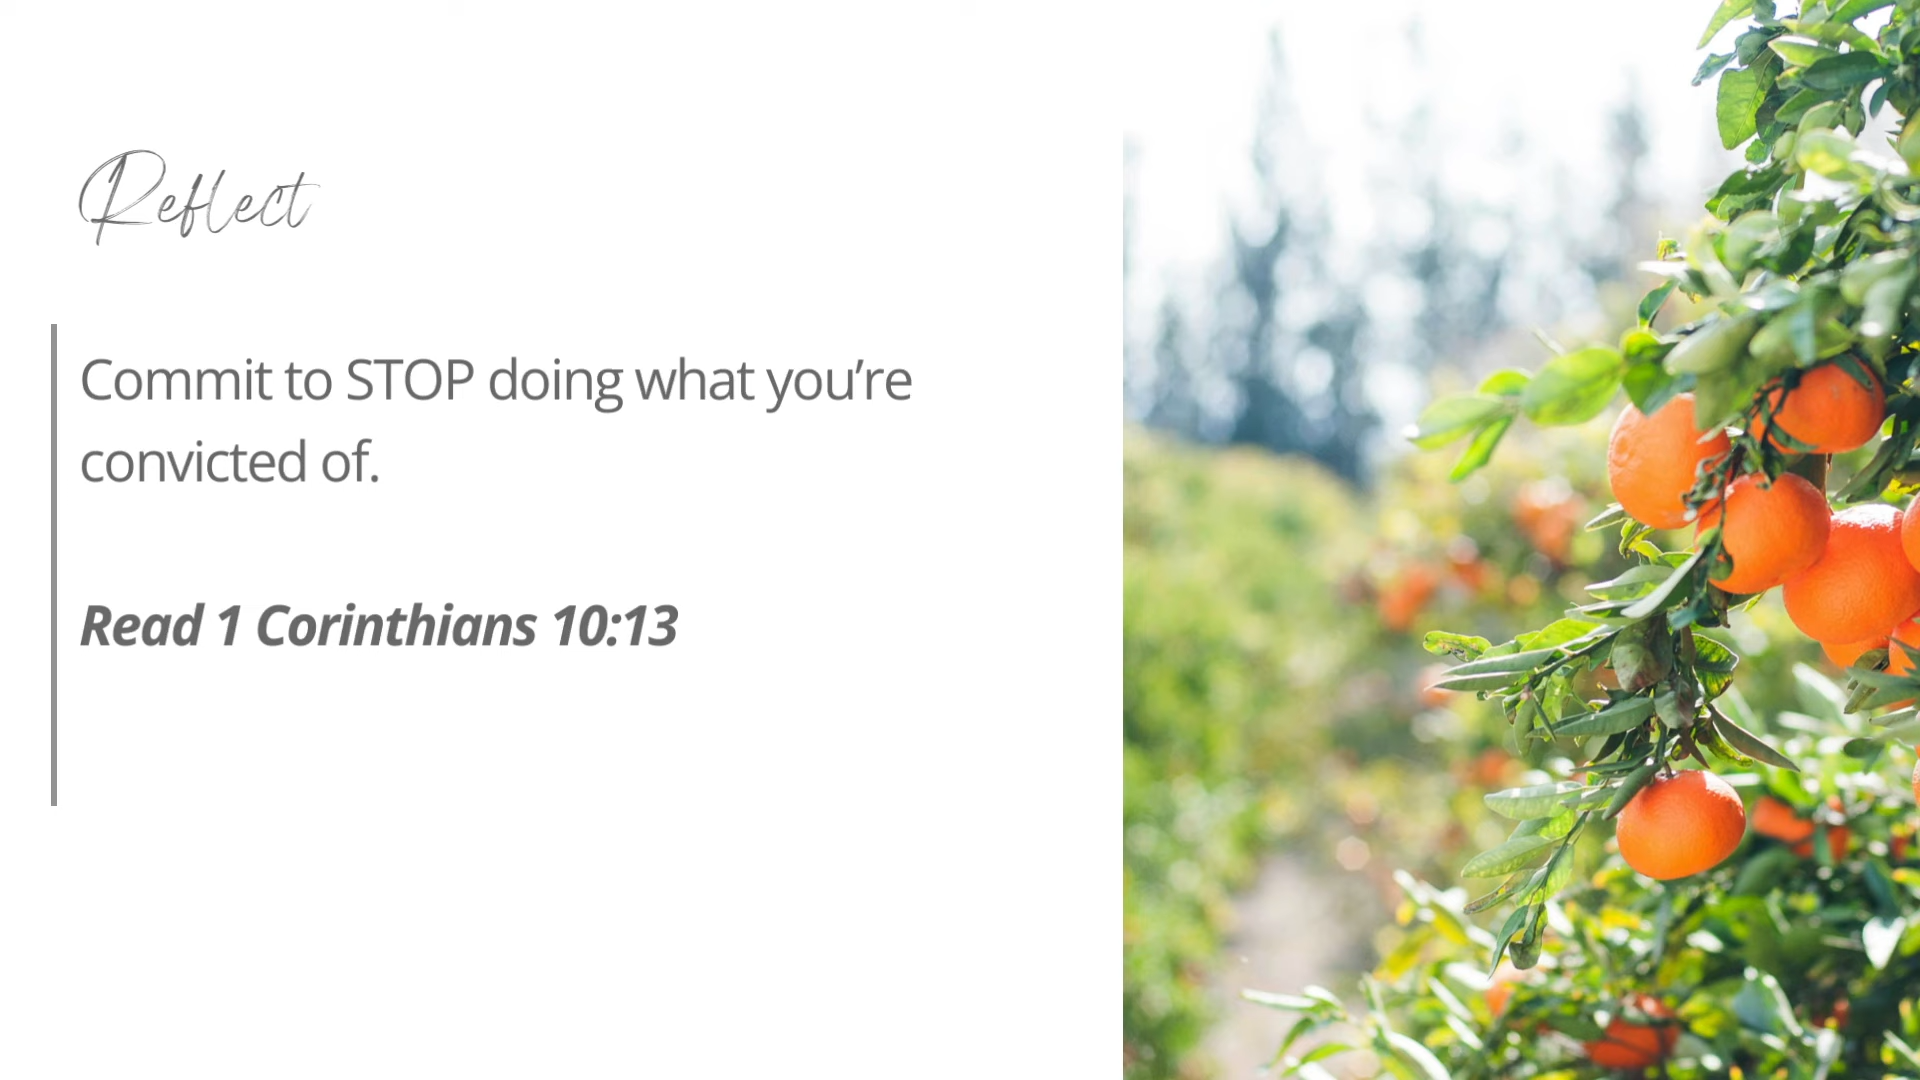 Reflect
Commit to STOP doing what you’re
convicted of.
Read 1 Corinthians 10:13